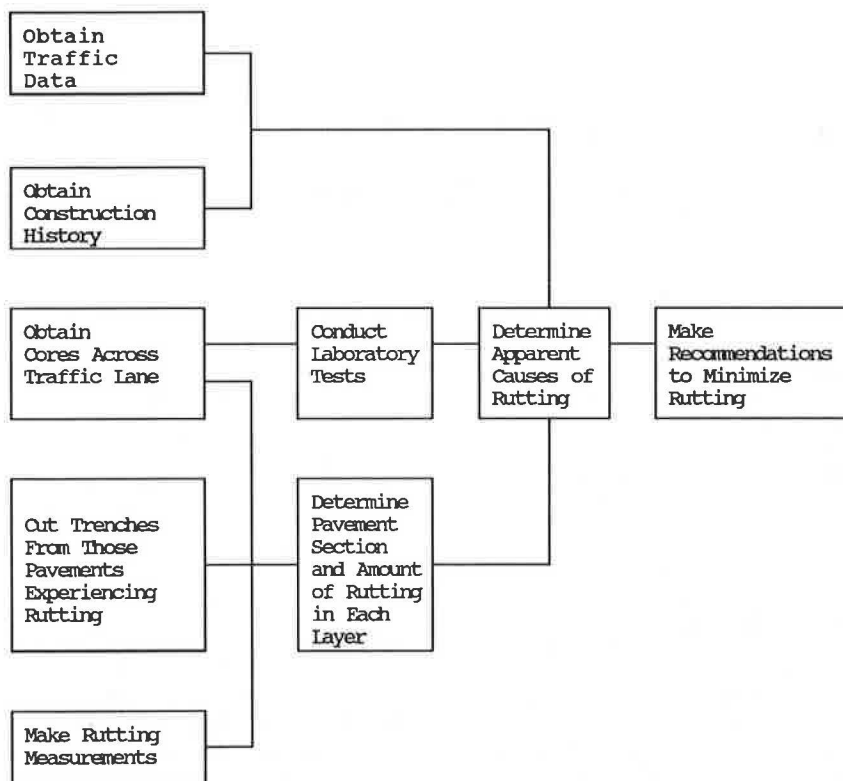 Obtain
Traffic
Data
Obtain
Construction
History
Obtain
Cores Across
Traffic Lane
Conduct
Laboratory
Tests
Determine
Apparent
Causes of
Rutting
Make
Recommendations
to Minimize
Rutting
Cut Trenches
From Those
Pavements
Experiencing
Rutting
Determine
Pavement
Section
and Amount
of Rutting
in Each
Layer
Make Rutting
Measurements